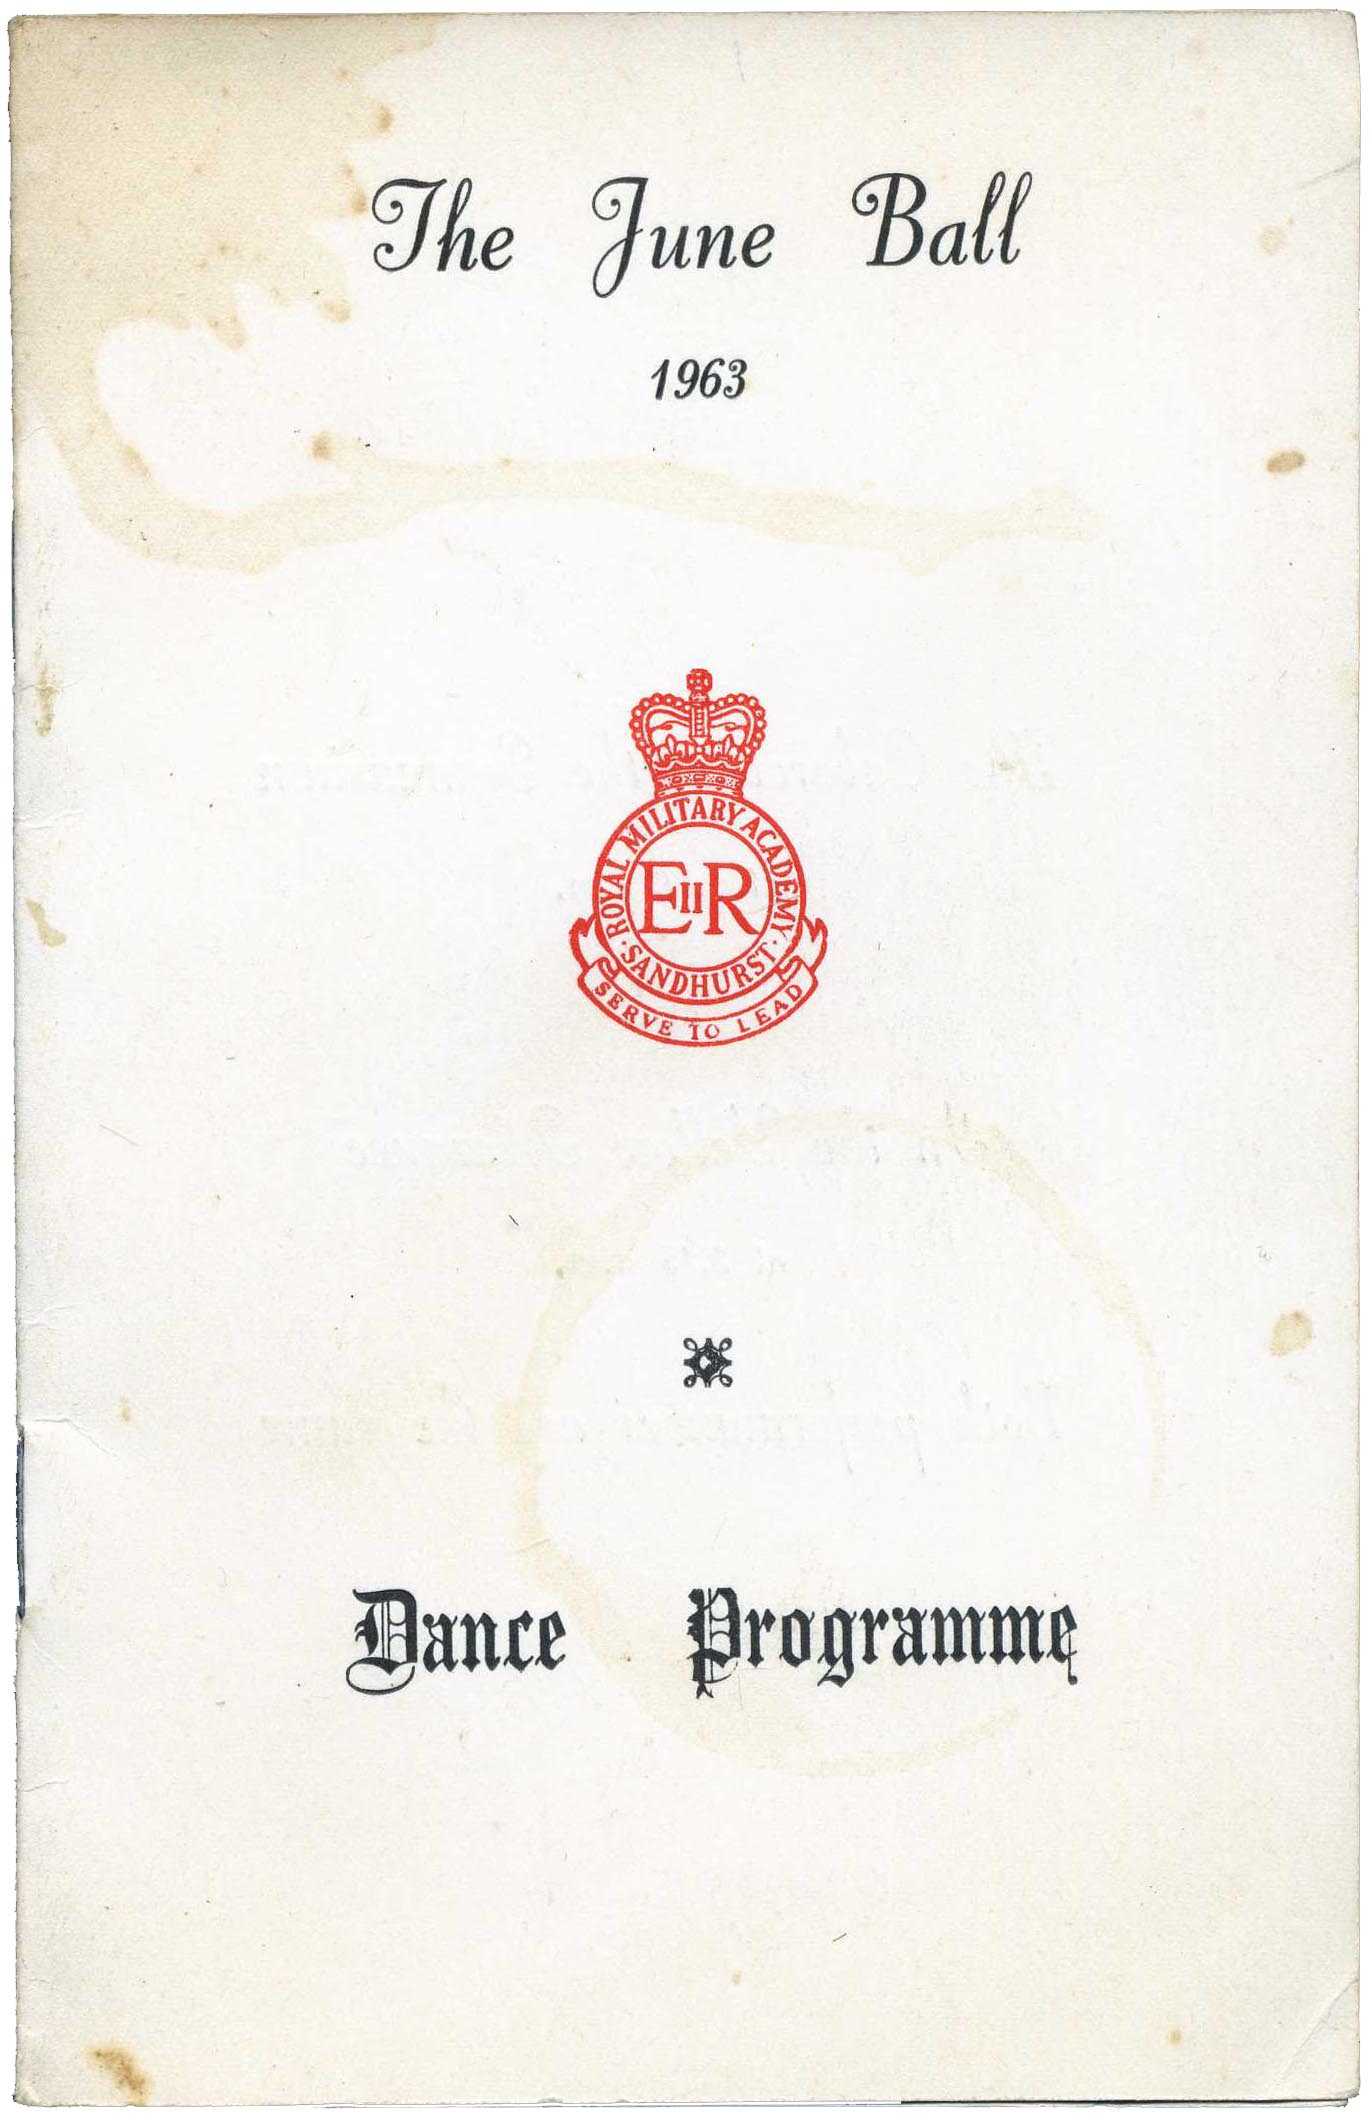 The June Ball
1963
ROYAL MILITARY ACADEMY
EIIR
· SANDHURST ·
SERVE TO LEAD
Dance Programme